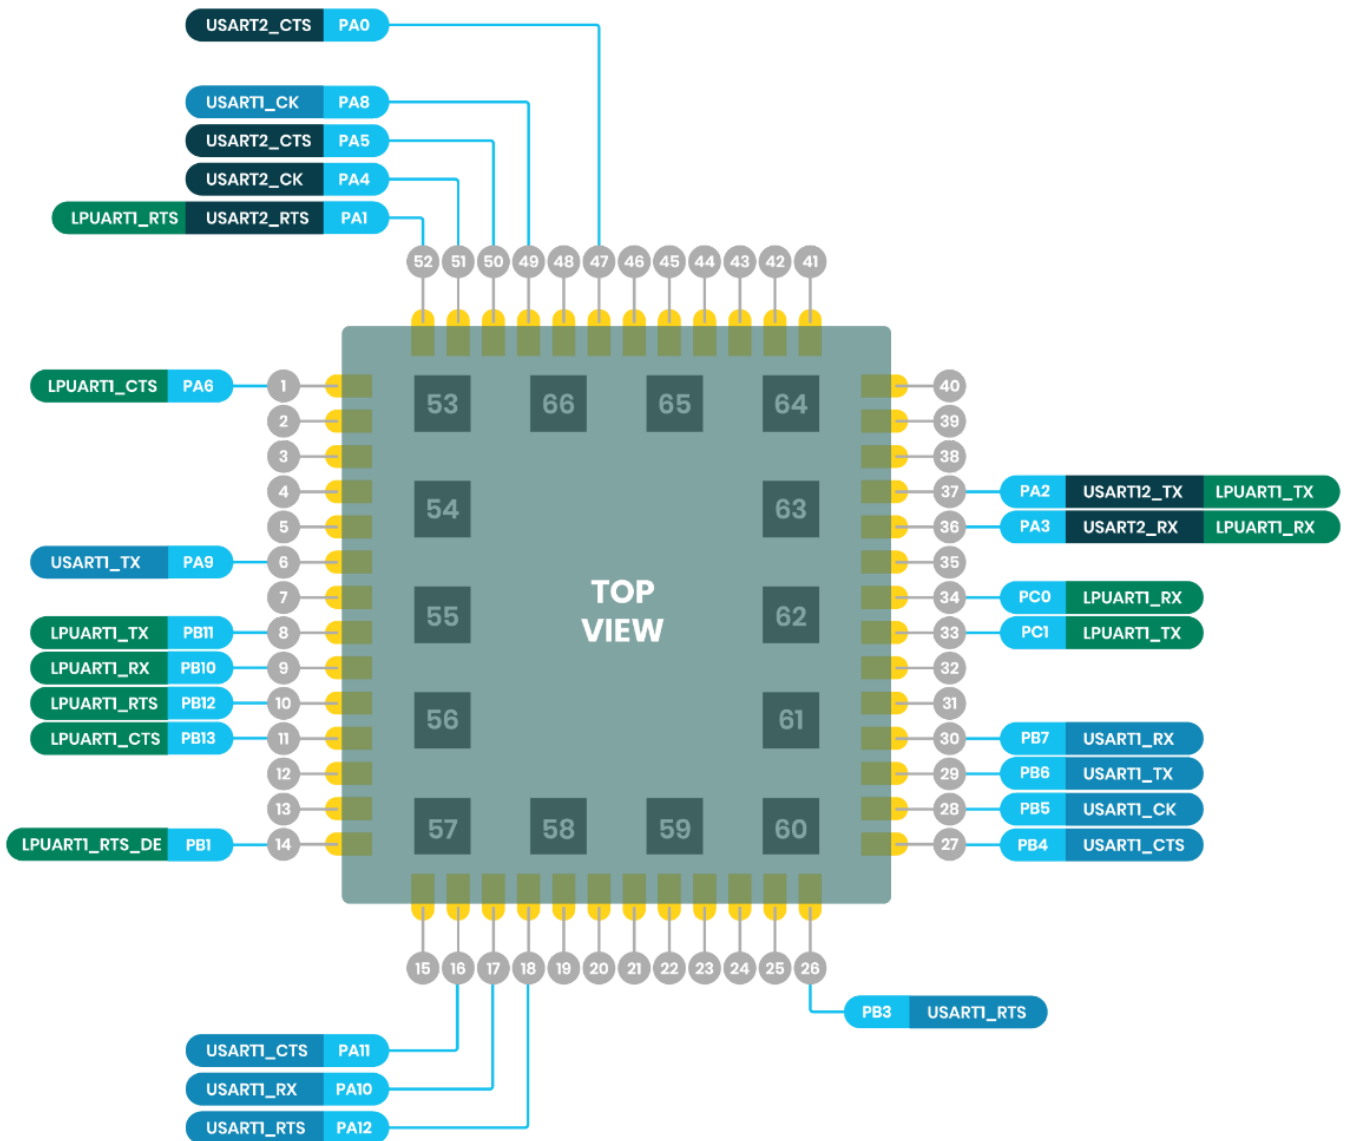 USART2_CTS PA0
USART1_CK PA8
USART2_CTS PA5
USART2_CK PA4
LPUART1_RTS USART2_RTS PA1
52 51 50 49 48 47 46 45 44 43 42 41
LPUART1_CTS PA6 1
2
3
4
5
USART1_TX PA9 6
7
LPUART1_TX PB11 8
LPUART1_RX PB10 9
LPUART1_RTS PB12 10
LPUART1_CTS PB13 11
12
13
LPUART1_RTS_DE PB1 14
53 66 65 64
54 63
55 62
56 61
57 58 59 60
TOP
VIEW
40
39
38
37 PA2 USART12_TX LPUART1_TX
36 PA3 USART2_RX LPUART1_RX
35
34 PC0 LPUART1_RX
33 PC1 LPUART1_TX
32
31
30 PB7 USART1_RX
29 PB6 USART1_TX
28 PB5 USART1_CK
27 PB4 USART1_CTS
15 16 17 18 19 20 21 22 23 24 25 26
PB3 USART1_RTS
USART1_CTS PA11
USART1_RX PA10
USART1_RTS PA12